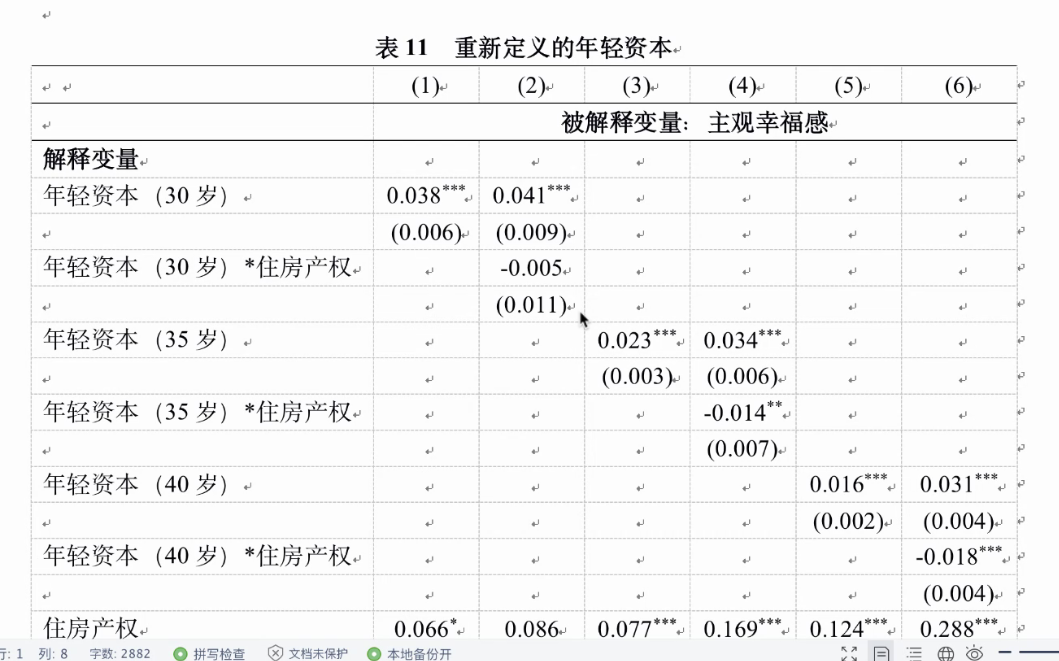 表 11 重新定义的年轻资本
(1) (2) (3) (4) (5) (6)
被解释变量： 主观幸福感
解释变量
年轻资本（30 岁） 0.038*** 0.041***
(0.006) (0.009)
年轻资本（30 岁）*住房产权 -0.005
(0.011)
年轻资本（35 岁） 0.023*** 0.034***
(0.003) (0.006)
年轻资本（35 岁）*住房产权 -0.014**
(0.007)
年轻资本（40 岁） 0.016*** 0.031***
(0.002) (0.004)
年轻资本（40 岁）*住房产权 -0.018***
(0.004)
住房产权 0.066* 0.086 0.077*** 0.169*** 0.124*** 0.288***
行: 1 列: 8 字数: 2882 拼写检查 文档未保护 本地备份开